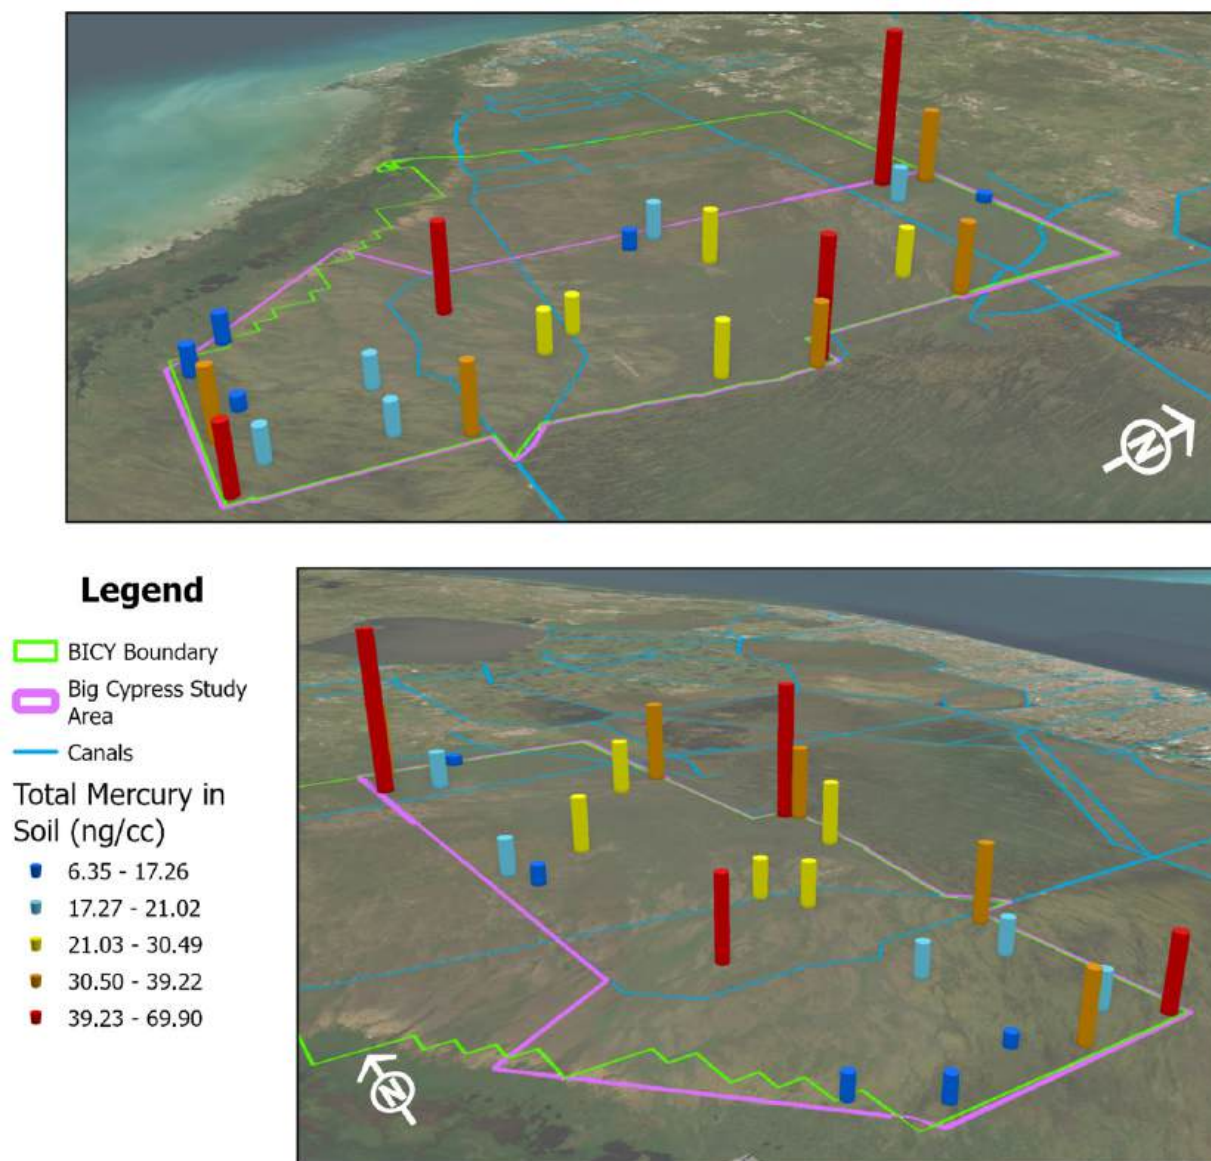 N
Legend
BICY Boundary
Big Cypress Study
Area
Canals
Total Mercury in
Soil (ng/cc)
6.35 - 17.26
17.27 - 21.02
21.03 - 30.49
30.50 - 39.22
39.23 - 69.90
N